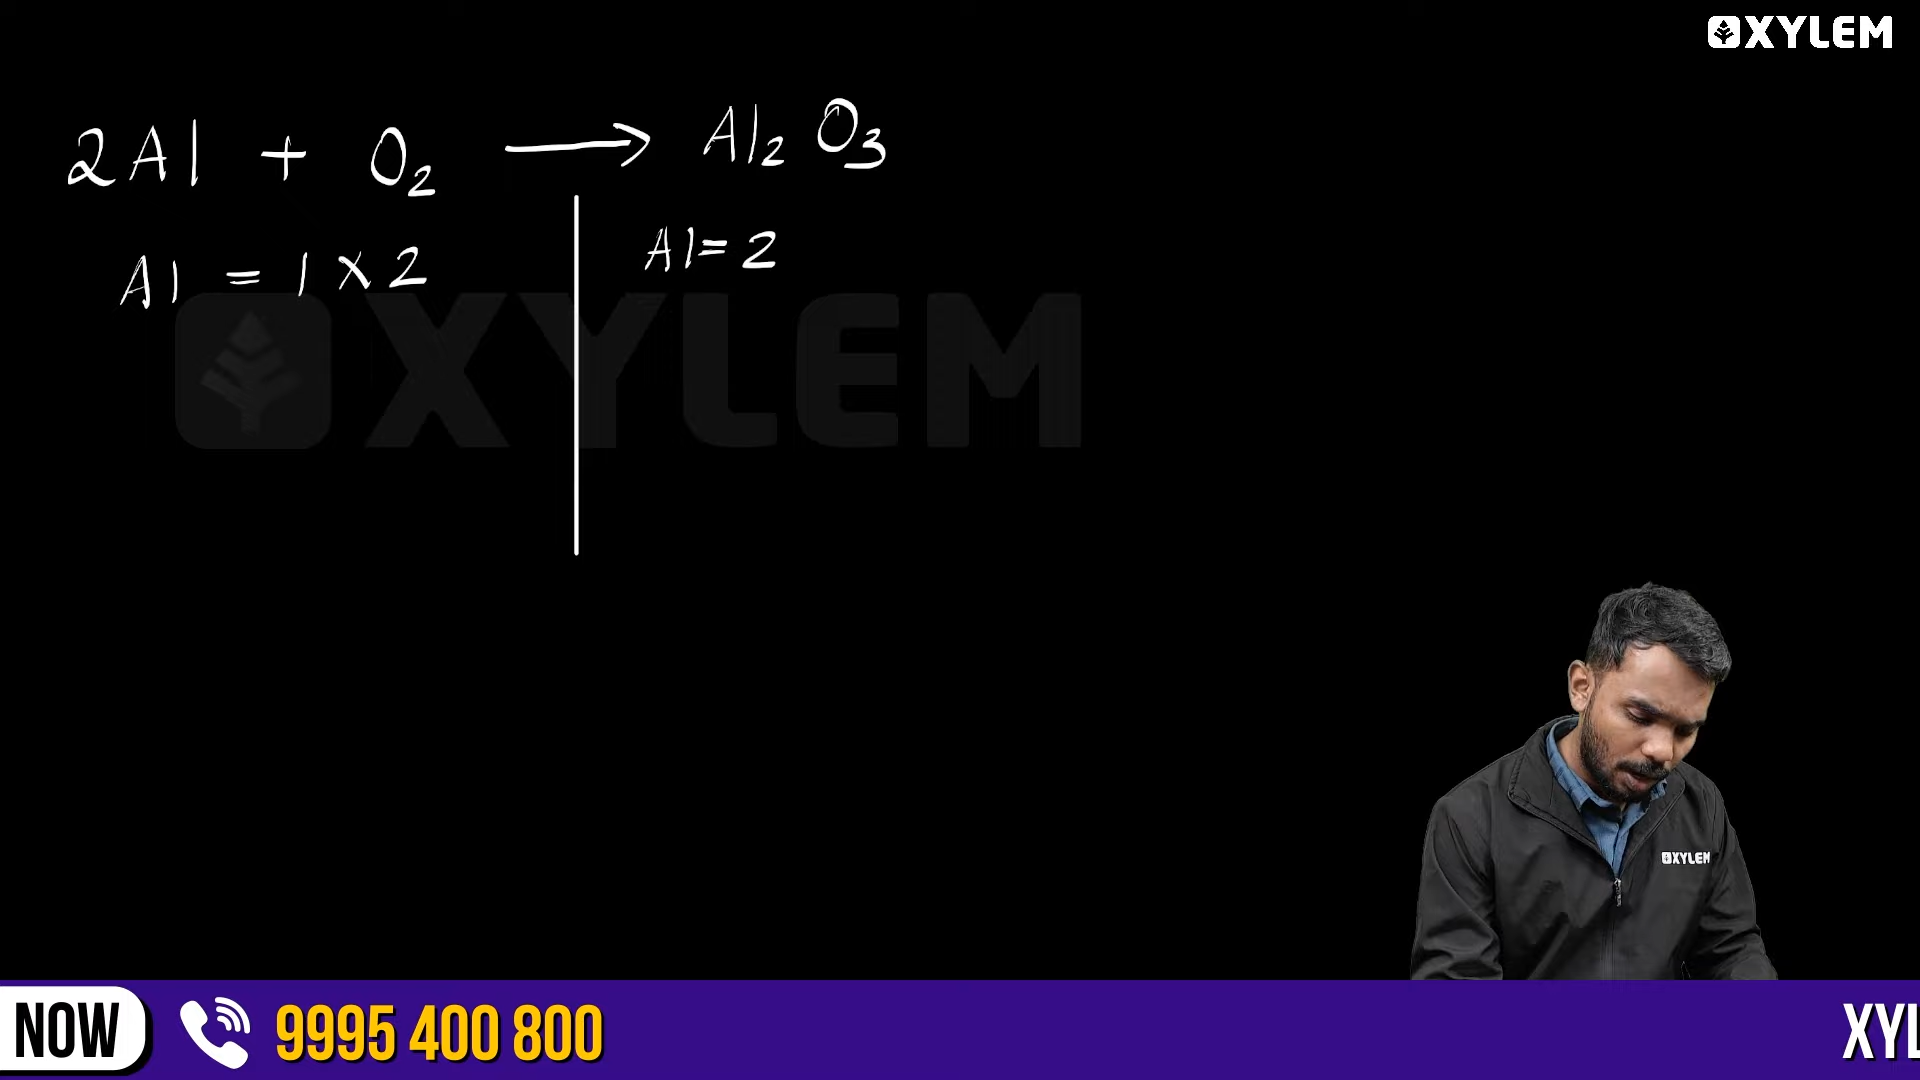 XYLEM
2Al + O₂ ⟶ Al₂O₃
Al = 1 × 2
Al = 2
XYLEM
XYLEM
NOW
9995 400 800
XYL